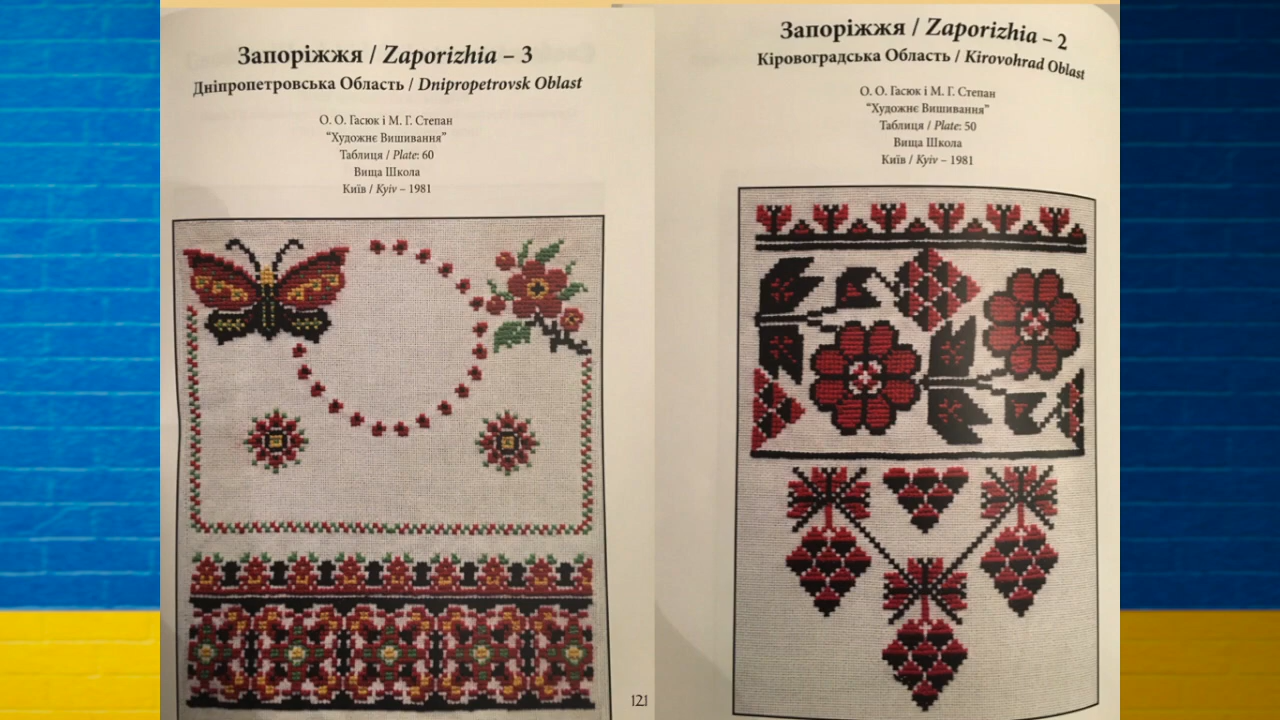 Запоріжжя / Zaporizhia – 3
Дніпропетровська Область / Dnipropetrovsk Oblast
О. О. Гасюк і М. Г. Степан
“Художнє Вишивання”
Таблиця / Plate: 60
Вища Школа
Київ / Kyiv – 1981
121
Запоріжжя / Zaporizhia – 2
Кіровоградська Область / Kirovohrad Oblast
О. О. Гасюк і М. Г. Степан
“Художнє Вишивання”
Таблиця / Plate: 50
Вища Школа
Київ / Kyiv – 1981